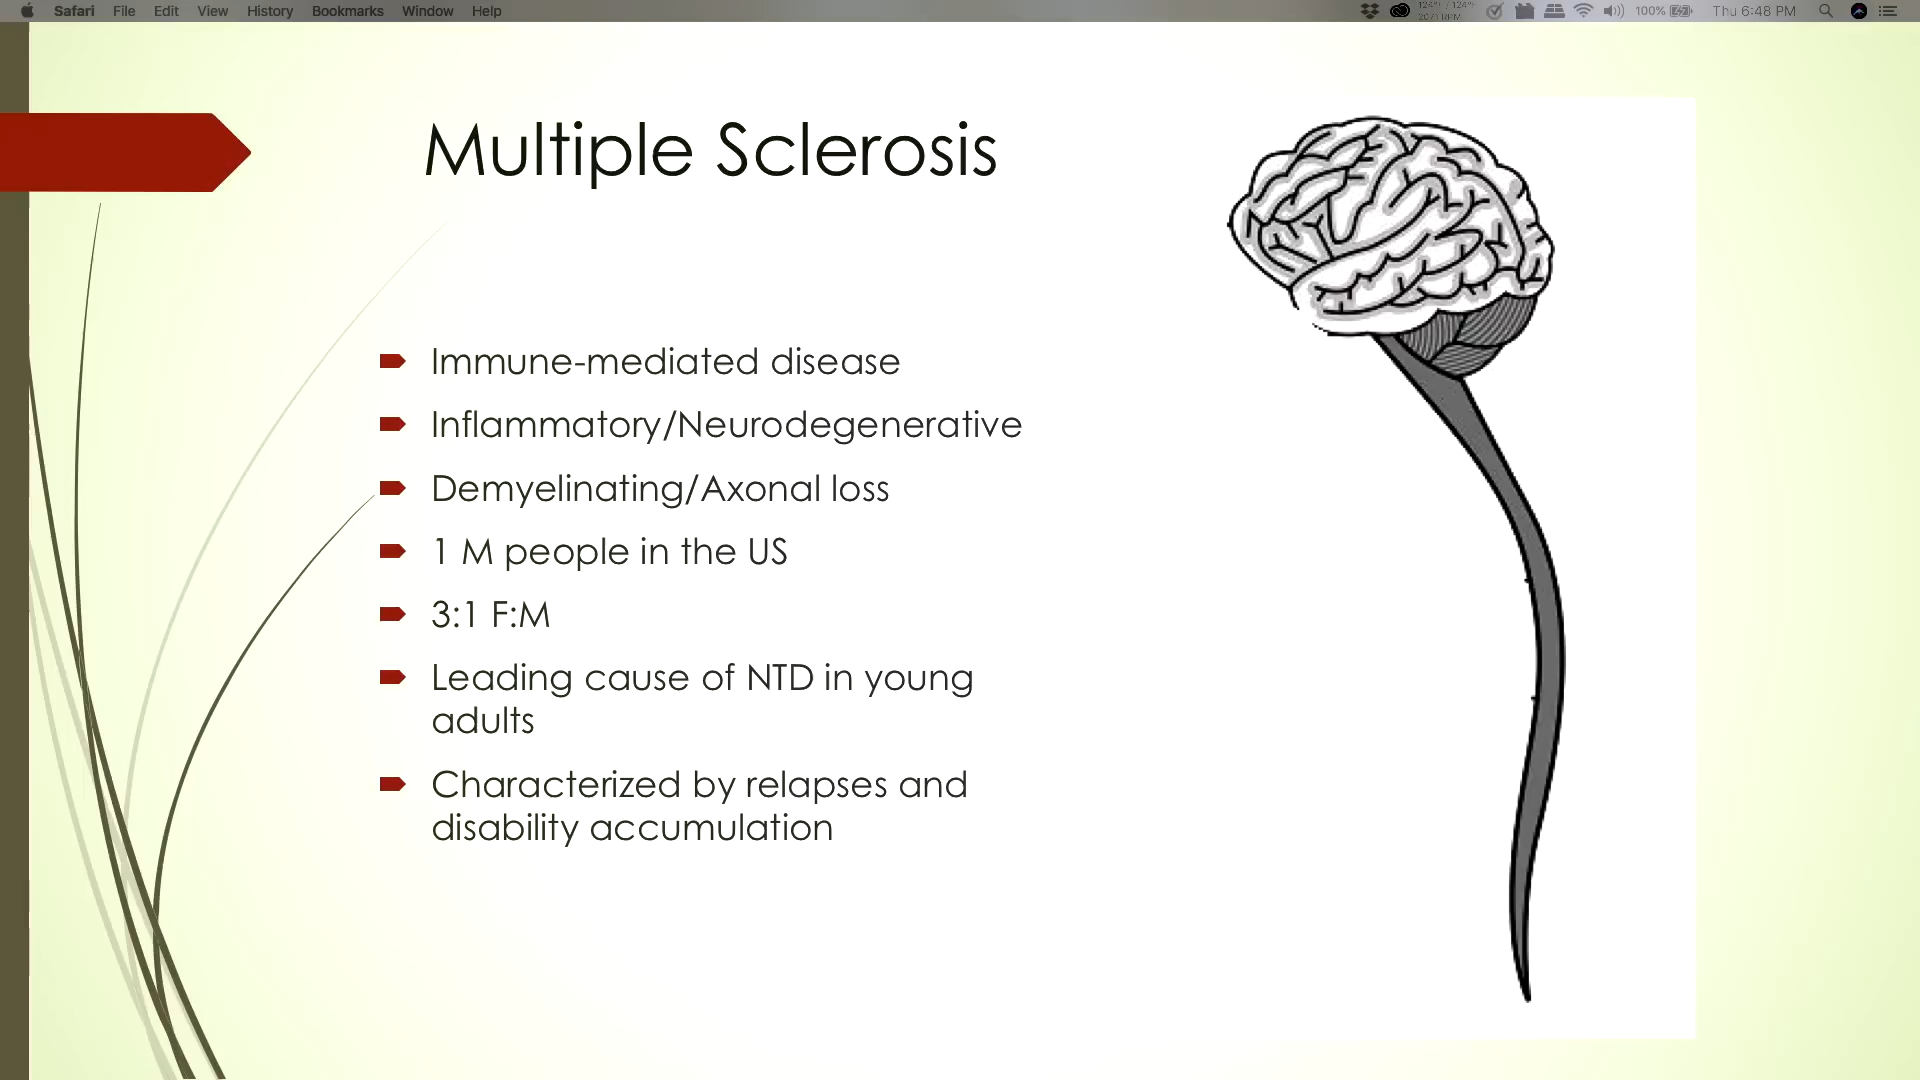 Safari File Edit View History Bookmarks Window Help 100% Thu 6:48 PM
Multiple Sclerosis
Immune-mediated disease
Inflammatory/Neurodegenerative
Demyelinating/Axonal loss
1 M people in the US
3:1 F:M
Leading cause of NTD in young
adults
Characterized by relapses and
disability accumulation